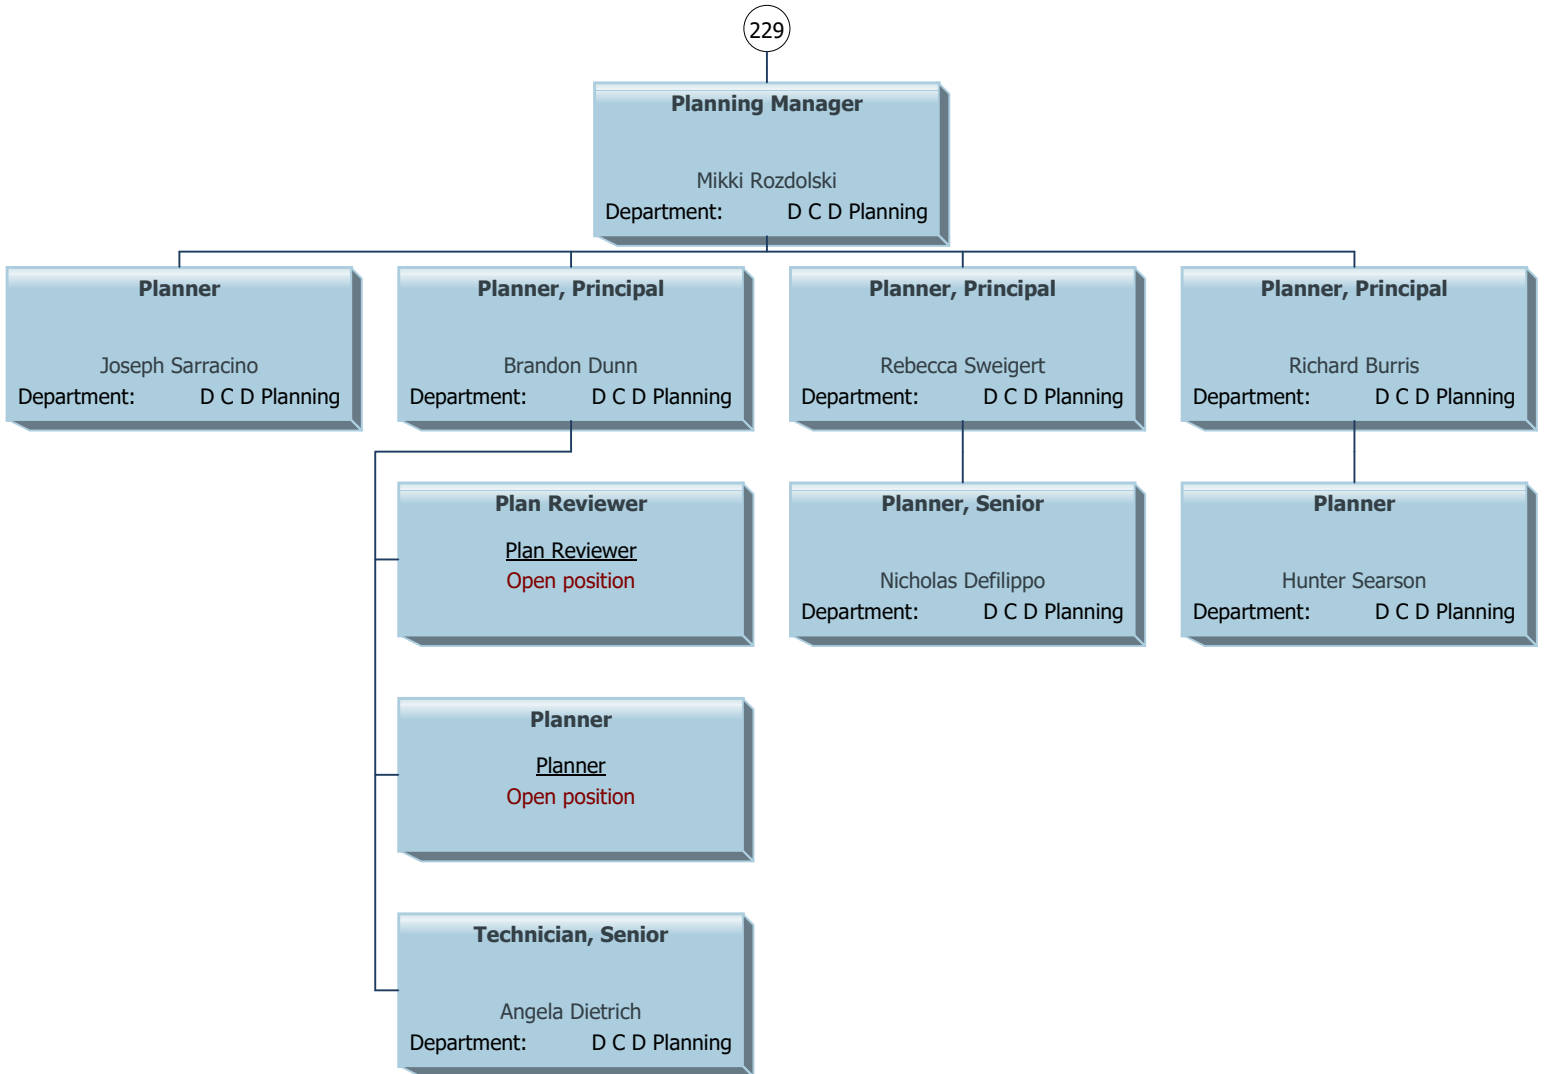 229
Planning Manager
Mikki Rozdolski
Department: D C D Planning
Planner
Joseph Sarracino
Department: D C D Planning
Planner, Principal
Brandon Dunn
Department: D C D Planning
Planner, Principal
Rebecca Sweigert
Department: D C D Planning
Planner, Principal
Richard Burris
Department: D C D Planning
Plan Reviewer
Plan Reviewer
Open position
Planner, Senior
Nicholas Defilippo
Department: D C D Planning
Planner
Hunter Searson
Department: D C D Planning
Planner
Planner
Open position
Technician, Senior
Angela Dietrich
Department: D C D Planning